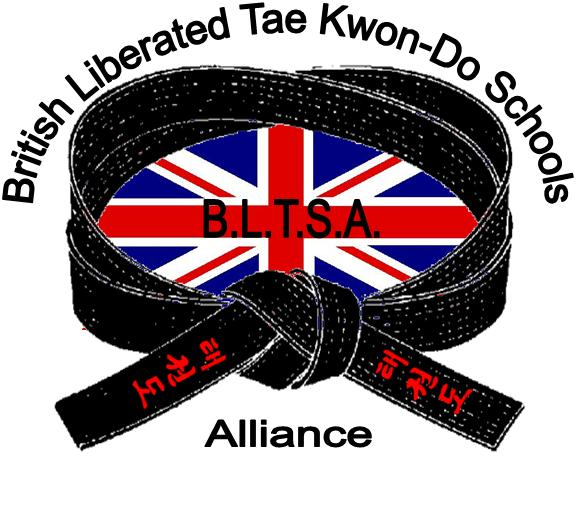 British Liberated Tae Kwon-Do Schools
B.L.T.S.A.
태권도
태권도
Alliance